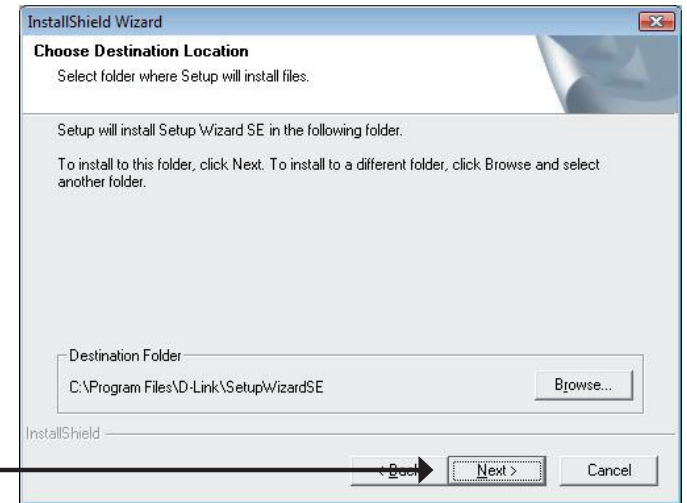 InstallShield Wizard
Choose Destination Location
Select folder where Setup will install files.
Setup will install Setup Wizard SE in the following folder.
To install to this folder, click Next. To install to a different folder, click Browse and select
another folder.
Destination Folder
C:\Program Files\D-Link\SetupWizardSE
Browse...
InstallShield
< Back Next > Cancel